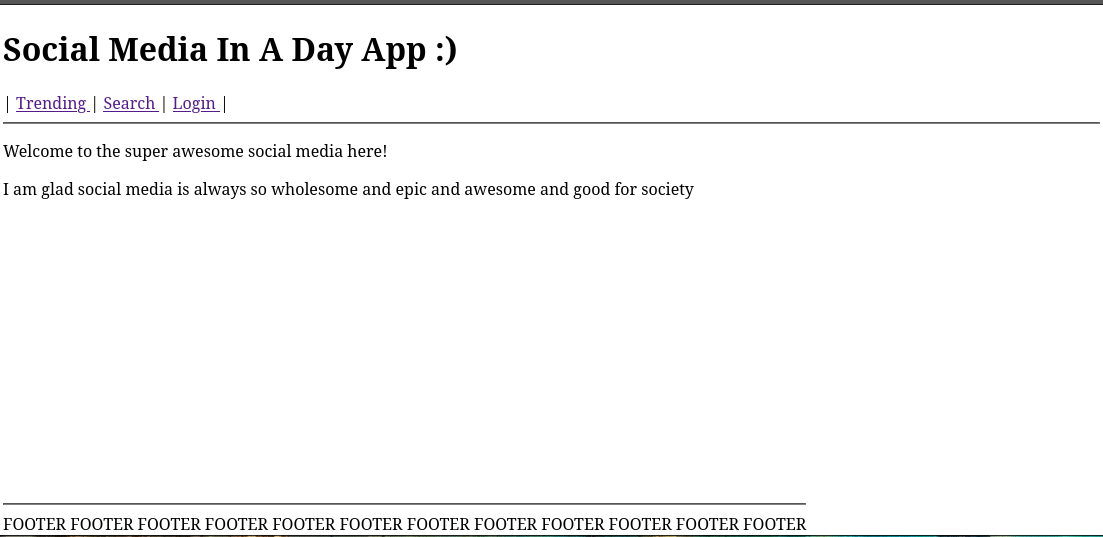 Social Media In A Day App :)
| Trending | Search | Login |
Welcome to the super awesome social media here!
I am glad social media is always so wholesome and epic and awesome and good for society
FOOTER FOOTER FOOTER FOOTER FOOTER FOOTER FOOTER FOOTER FOOTER FOOTER FOOTER FOOTER